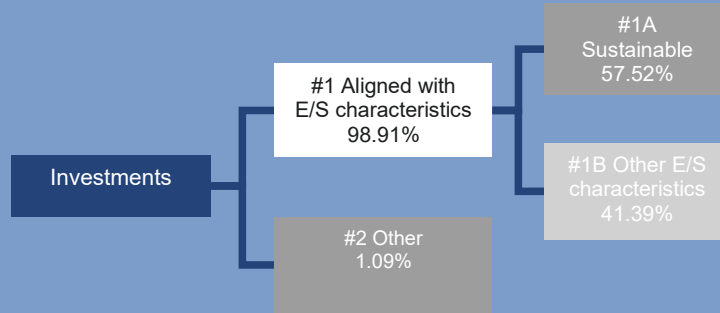 Investments
#1 Aligned with
E/S characteristics
98.91%
#2 Other
1.09%
#1A
Sustainable
57.52%
#1B Other E/S
characteristics
41.39%